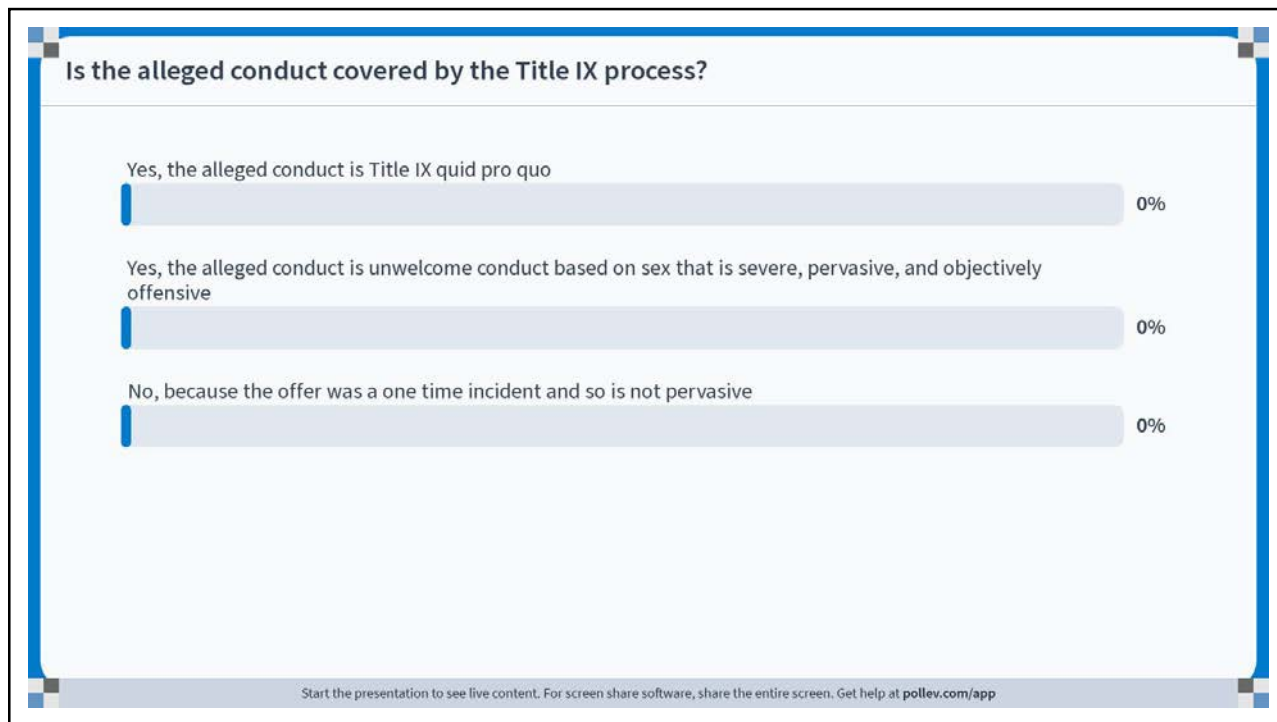 Is the alleged conduct covered by the Title IX process?
Yes, the alleged conduct is Title IX quid pro quo
0%
Yes, the alleged conduct is unwelcome conduct based on sex that is severe, pervasive, and objectively
offensive
0%
No, because the offer was a one time incident and so is not pervasive
0%
Start the presentation to see live content. For screen share software, share the entire screen. Get help at pollev.com/app